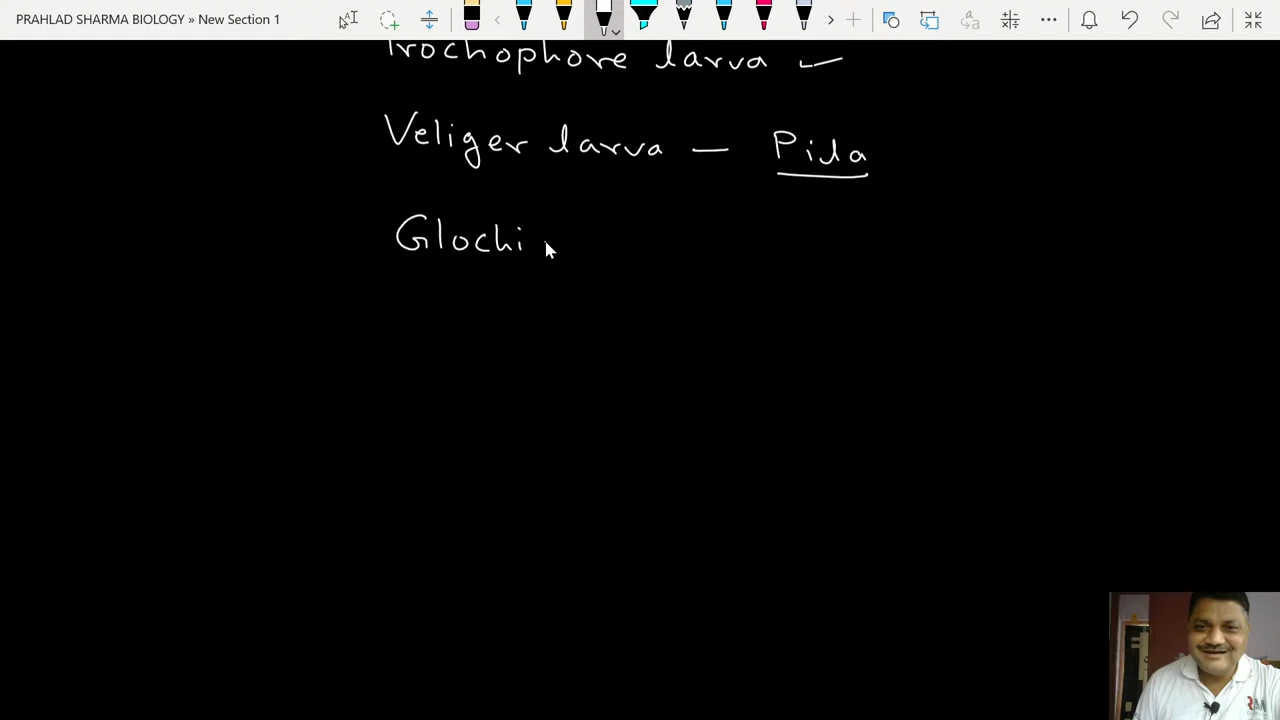 PRAHLAD SHARMA BIOLOGY » New Section 1
Trochophore larva
Veliger larva — Pila
Glochi